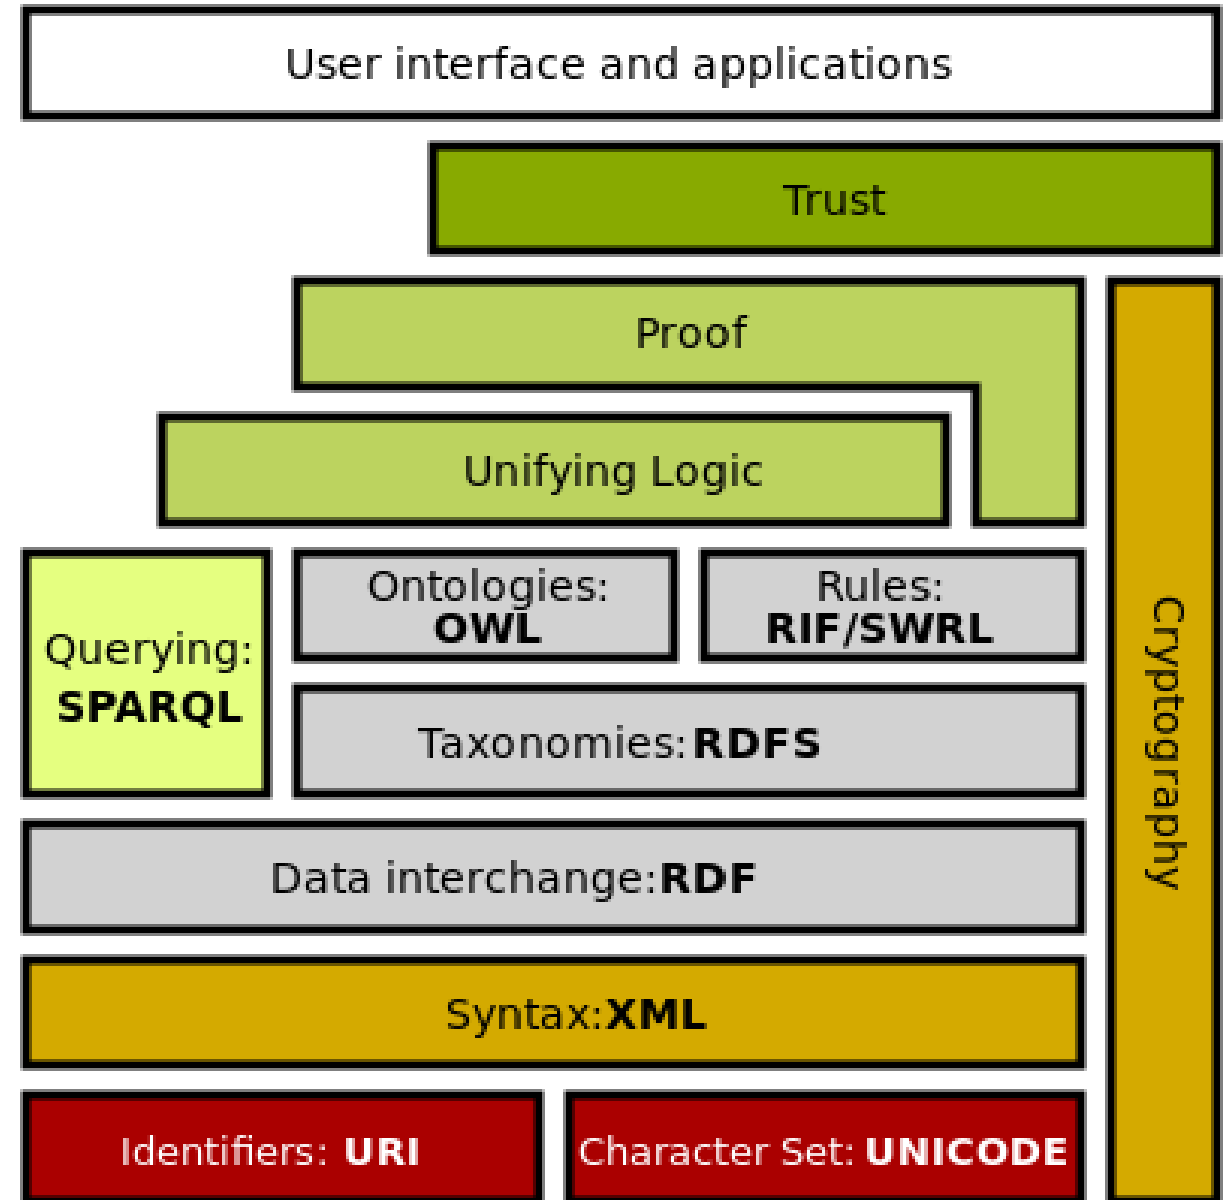 User interface and applications
Trust
Proof
Unifying Logic
Ontologies:
OWL
Rules:
RIF/SWRL
Querying:
SPARQL
Taxonomies: RDFS
Cryptography
Data interchange:RDF
Syntax:XML
Identifiers: URI
Character Set: UNICODE